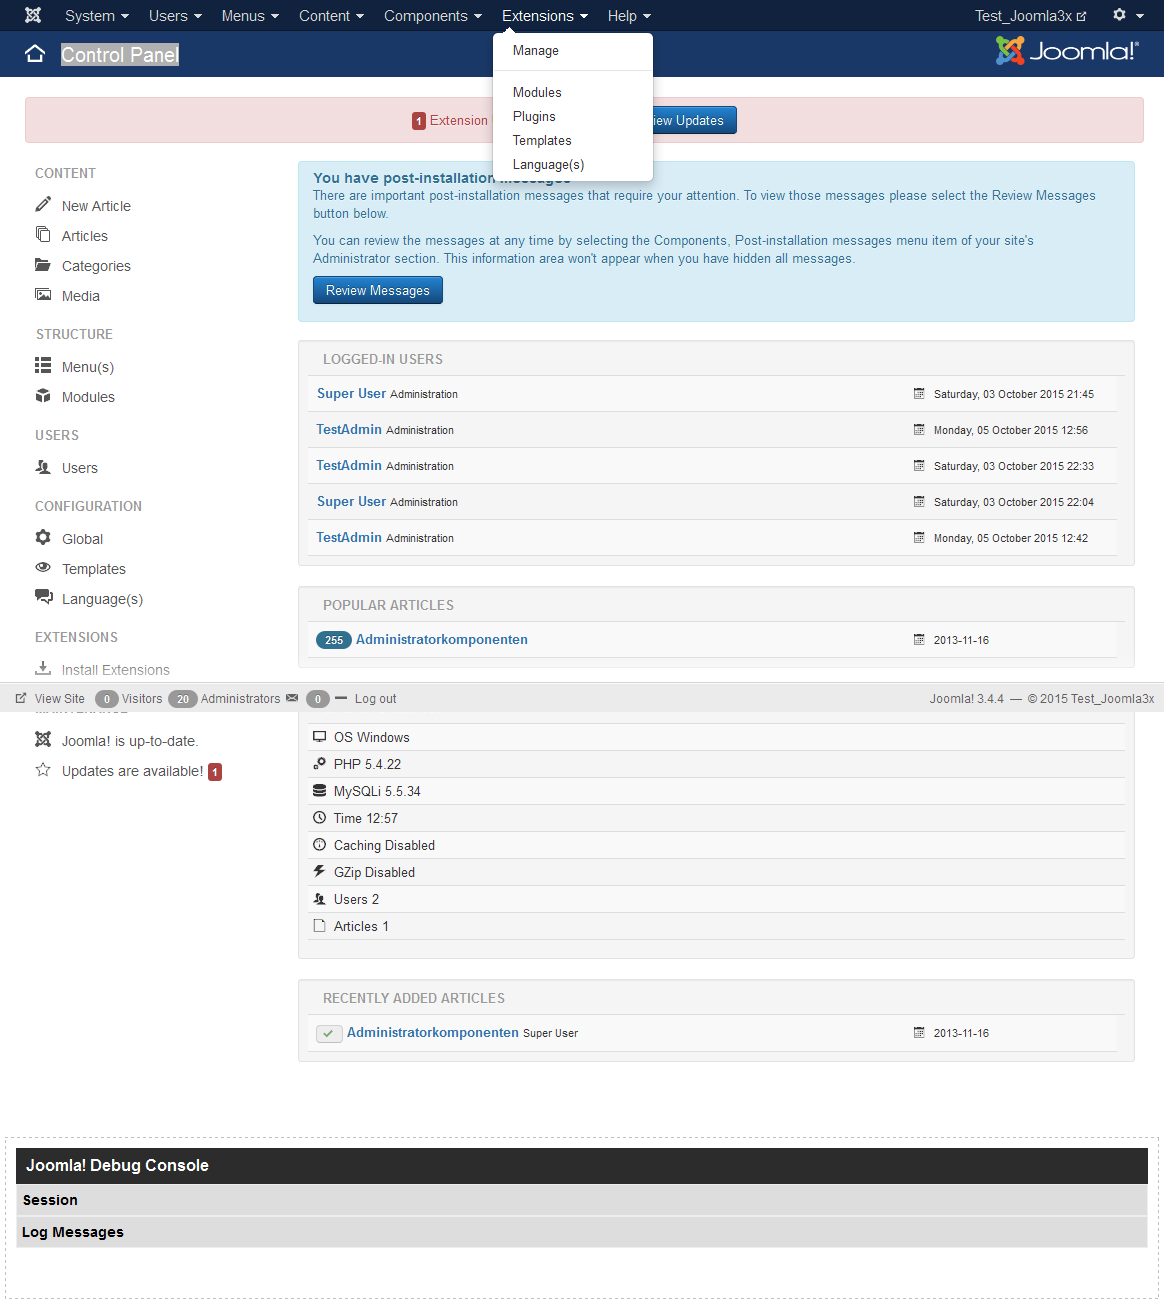 System Users Menus Content Components Extensions Help Test_Joomla3x
Control Panel
Joomla!®
Manage
Modules
Plugins
Templates
Language(s)
1 Extension iew Updates
CONTENT
New Article
Articles
Categories
Media
STRUCTURE
Menu(s)
Modules
USERS
Users
CONFIGURATION
Global
Templates
Language(s)
EXTENSIONS
Install Extensions
You have post-installation messages
There are important post-installation messages that require your attention. To view those messages please select the Review Messages
button below.
You can review the messages at any time by selecting the Components, Post-installation messages menu item of your site's
Administrator section. This information area won't appear when you have hidden all messages.
Review Messages
LOGGED-IN USERS
Super User Administration Saturday, 03 October 2015 21:45
TestAdmin Administration Monday, 05 October 2015 12:56
TestAdmin Administration Saturday, 03 October 2015 22:33
Super User Administration Saturday, 03 October 2015 22:04
TestAdmin Administration Monday, 05 October 2015 12:42
POPULAR ARTICLES
255 Administratorkomponenten 2013-11-16
View Site 0 Visitors 20 Administrators 0 Log out Joomla! 3.4.4 — © 2015 Test_Joomla3x
MAINTENANCE
Joomla! is up-to-date.
Updates are available! 1
OS Windows
PHP 5.4.22
MySQLi 5.5.34
Time 12:57
Caching Disabled
GZip Disabled
Users 2
Articles 1
RECENTLY ADDED ARTICLES
Administratorkomponenten Super User 2013-11-16
Joomla! Debug Console
Session
Log Messages